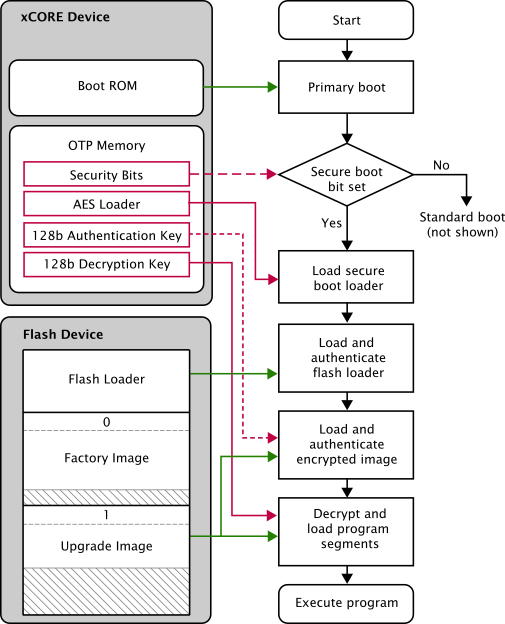 xCORE Device
Boot ROM
OTP Memory
Security Bits
AES Loader
128b Authentication Key
128b Decryption Key
Flash Device
Flash Loader
0
Factory Image
1
Upgrade Image
Start
Primary boot
Secure boot
bit set
No
Standard boot
(not shown)
Yes
Load secure
boot loader
Load and
authenticate
flash loader
Load and
authenticate
encrypted image
Decrypt and
load program
segments
Execute program